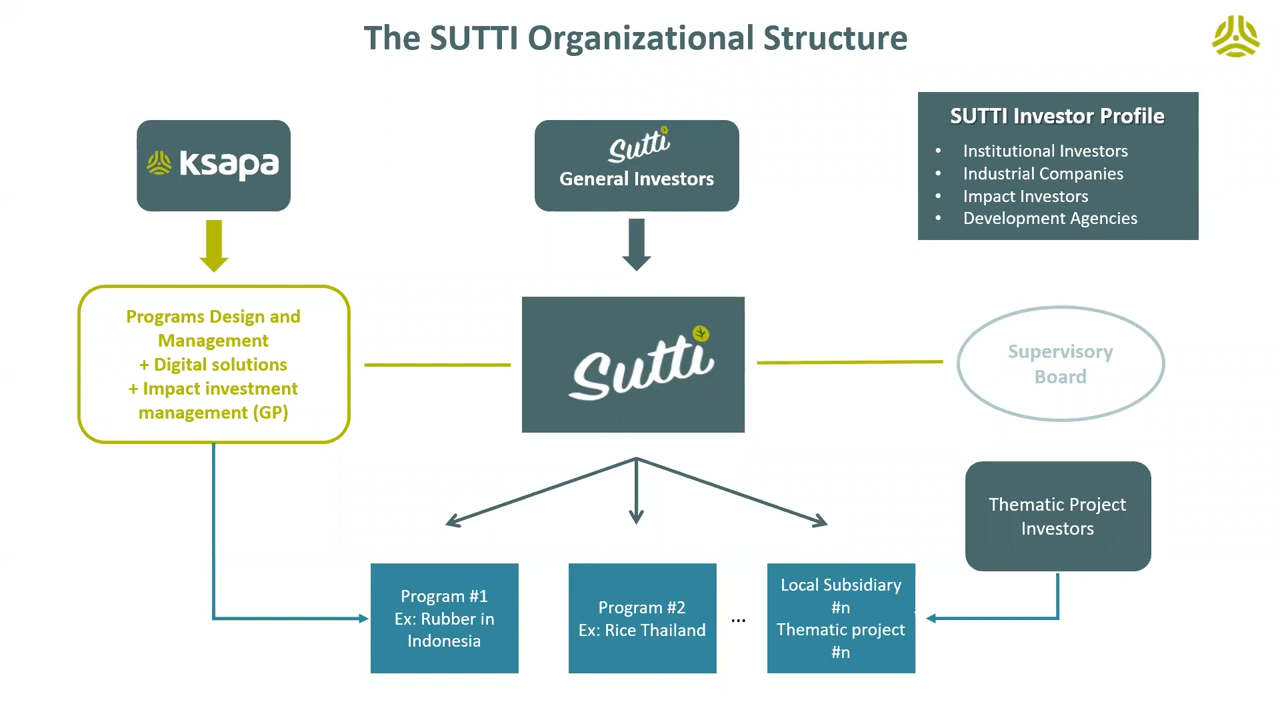 The SUTTI Organizational Structure
ksapa
Sutti
General Investors
SUTTI Investor Profile
• Institutional Investors
• Industrial Companies
• Impact Investors
• Development Agencies
Programs Design and
Management
+ Digital solutions
+ Impact investment
management (GP)
Sutti
Supervisory
Board
Thematic Project
Investors
Program #1
Ex: Rubber in
Indonesia
Program #2
Ex: Rice Thailand
...
Local Subsidiary
#n
Thematic project
#n